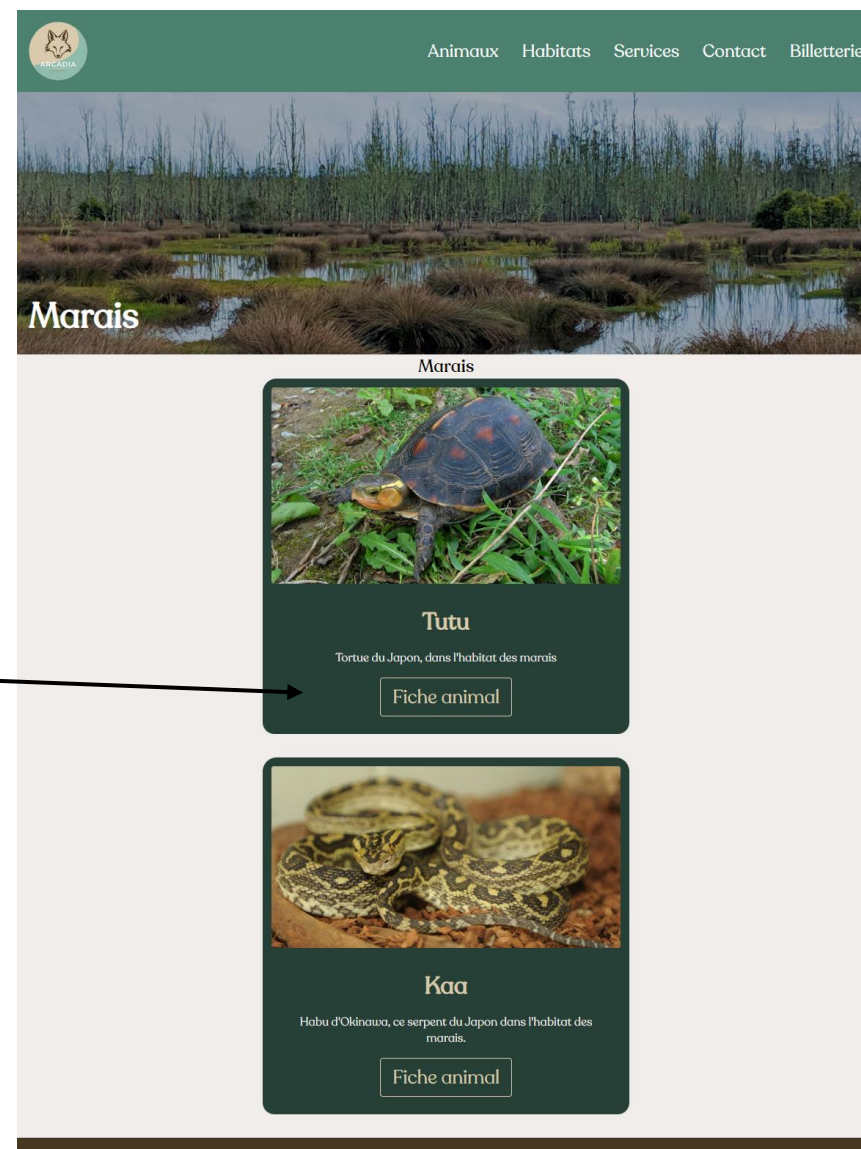 ARCADIA
Animaux Habitats Services Contact Billetterie
Marais
Marais
Tutu
Tortue du Japon, dans l'habitat des marais
Fiche animal
Kaa
Habu d'Okinawa, ce serpent du Japon dans l'habitat des
marais.
Fiche animal